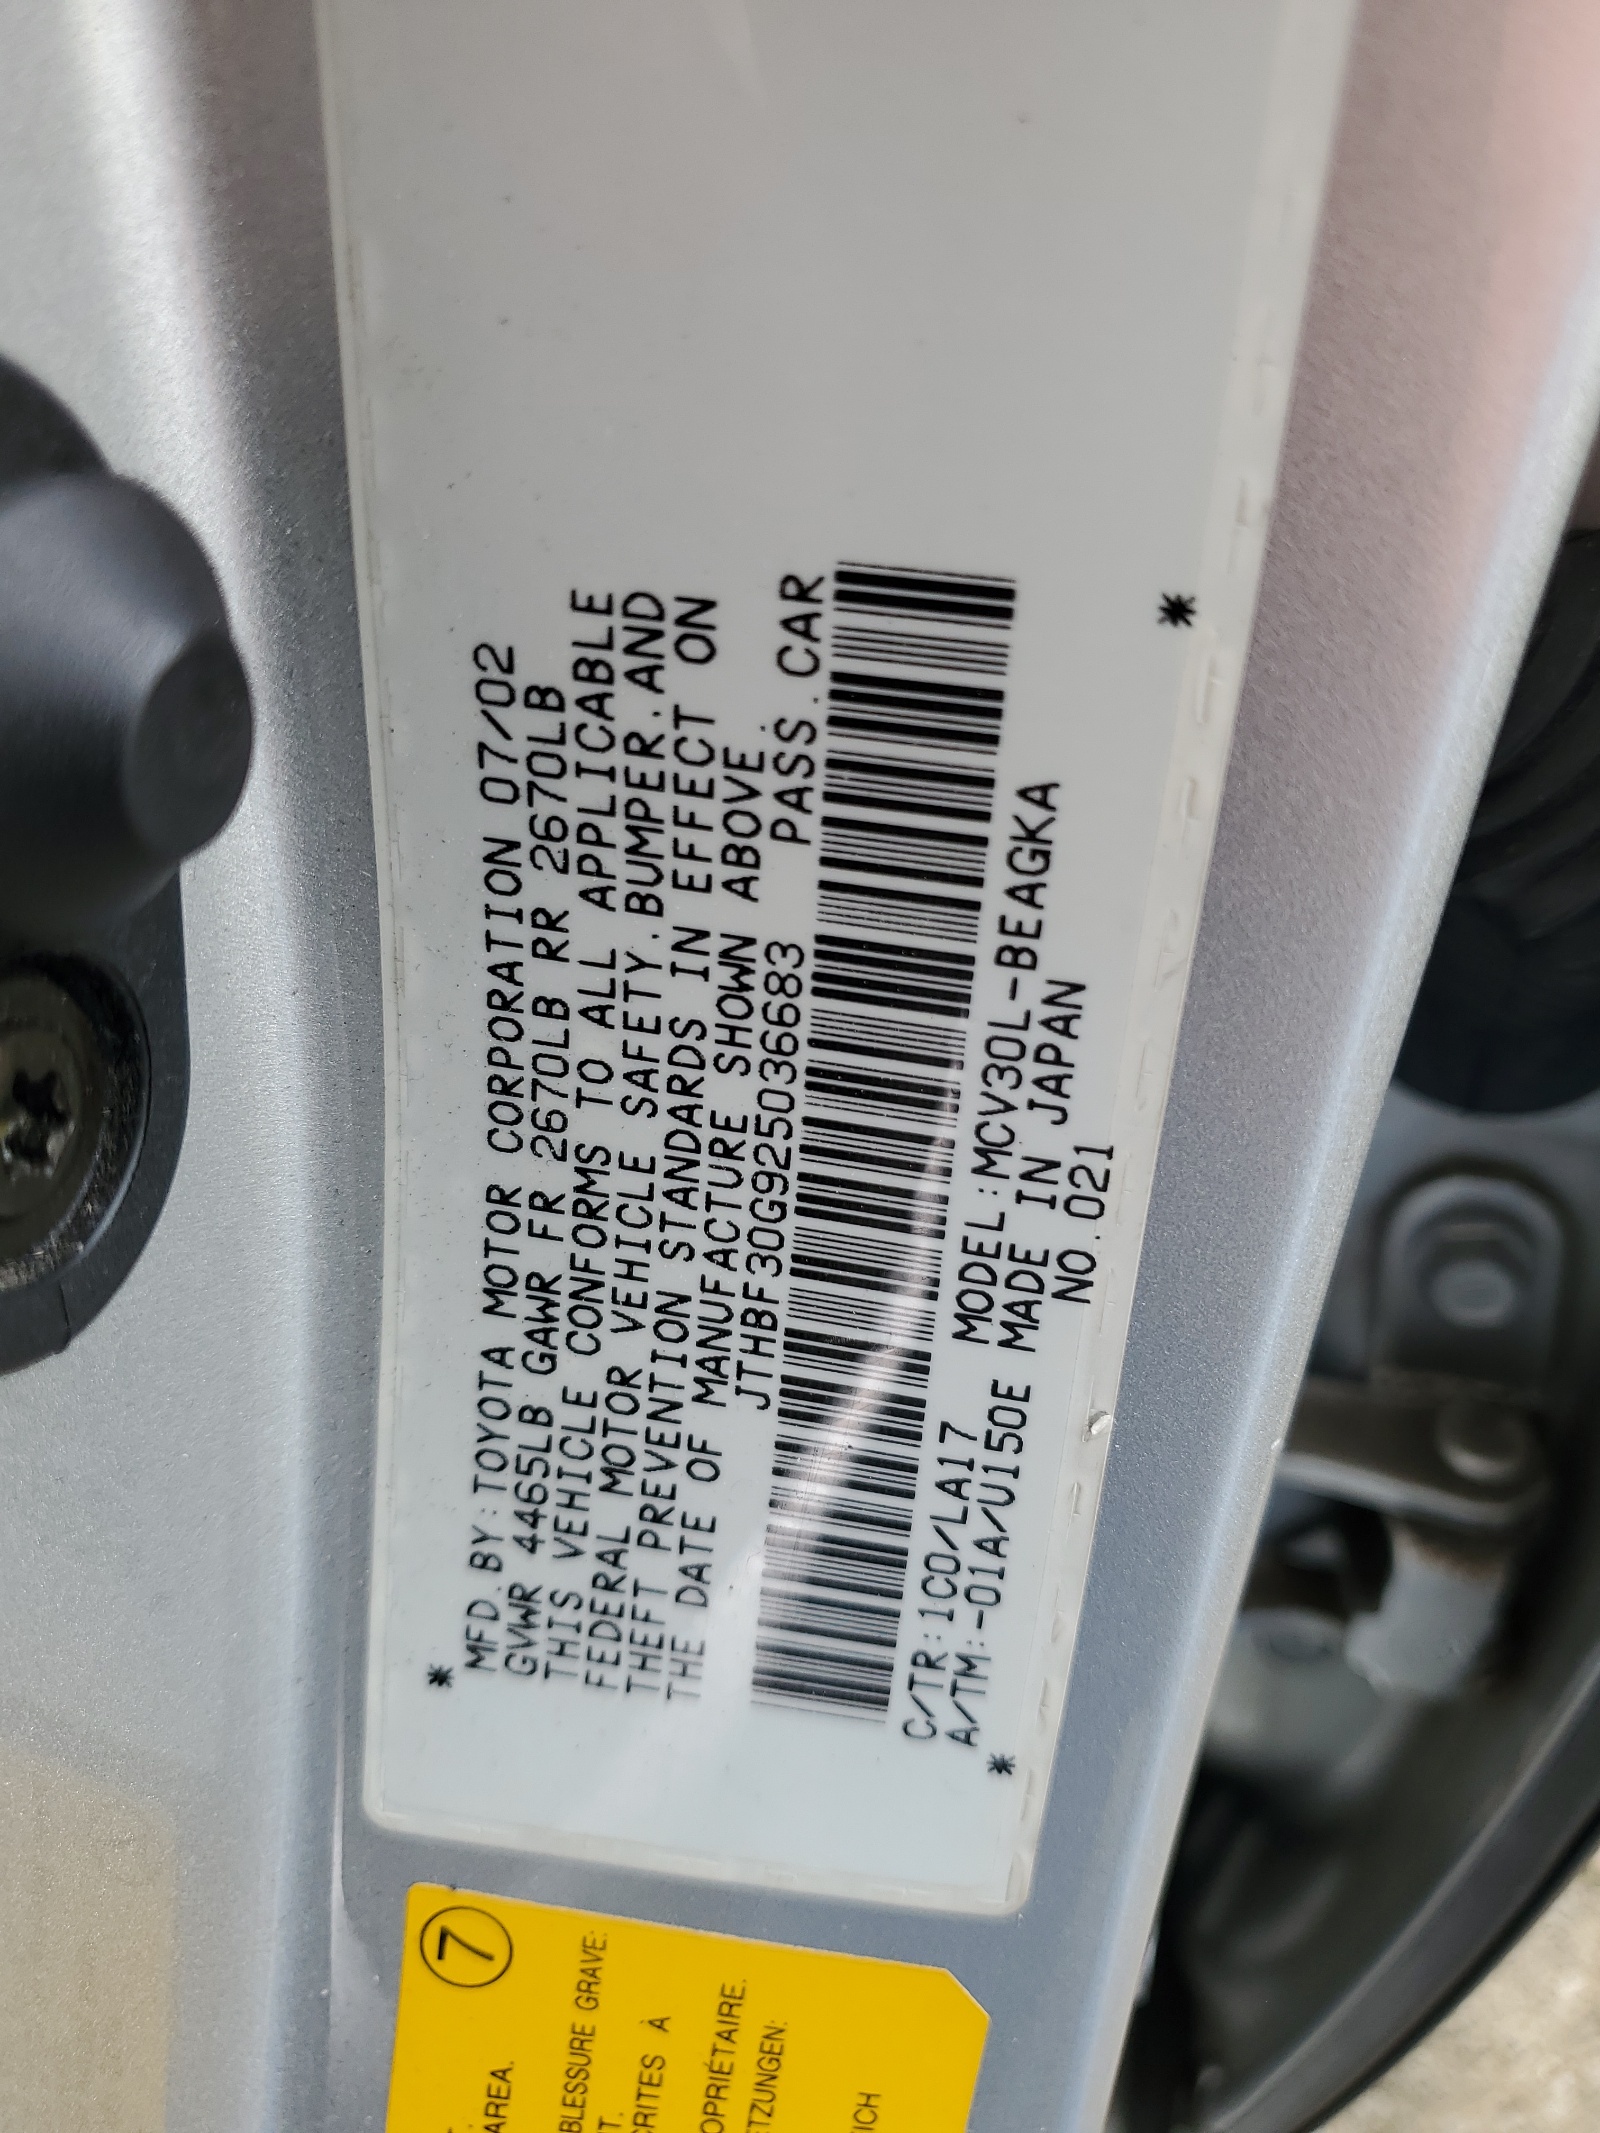 *
MFD.BY:TOYOTA MOTOR CORPORATION 07/02
GVWR 4465LB GAWR FR 2670LB RR 2670LB
THIS VEHICLE CONFORMS TO ALL APPLICABLE
FEDERAL MOTOR VEHICLE SAFETY.BUMPER.AND
THEFT PREVENTION STANDARDS IN EFFECT ON
THE DATE OF MANUFACTURE SHOWN ABOVE.
JTHBF30G925036683 PASS.CAR
C/TR:1C0/LA17 MODEL:MCV30L-BEAGKA
A/TM:-01A/U150E MADE IN JAPAN
NO.021
* *
7
AREA.
BLESSURE GRAVE:
T.
CRITES À
OPRIÉTAIRE.
ETZUNGEN:
ICH